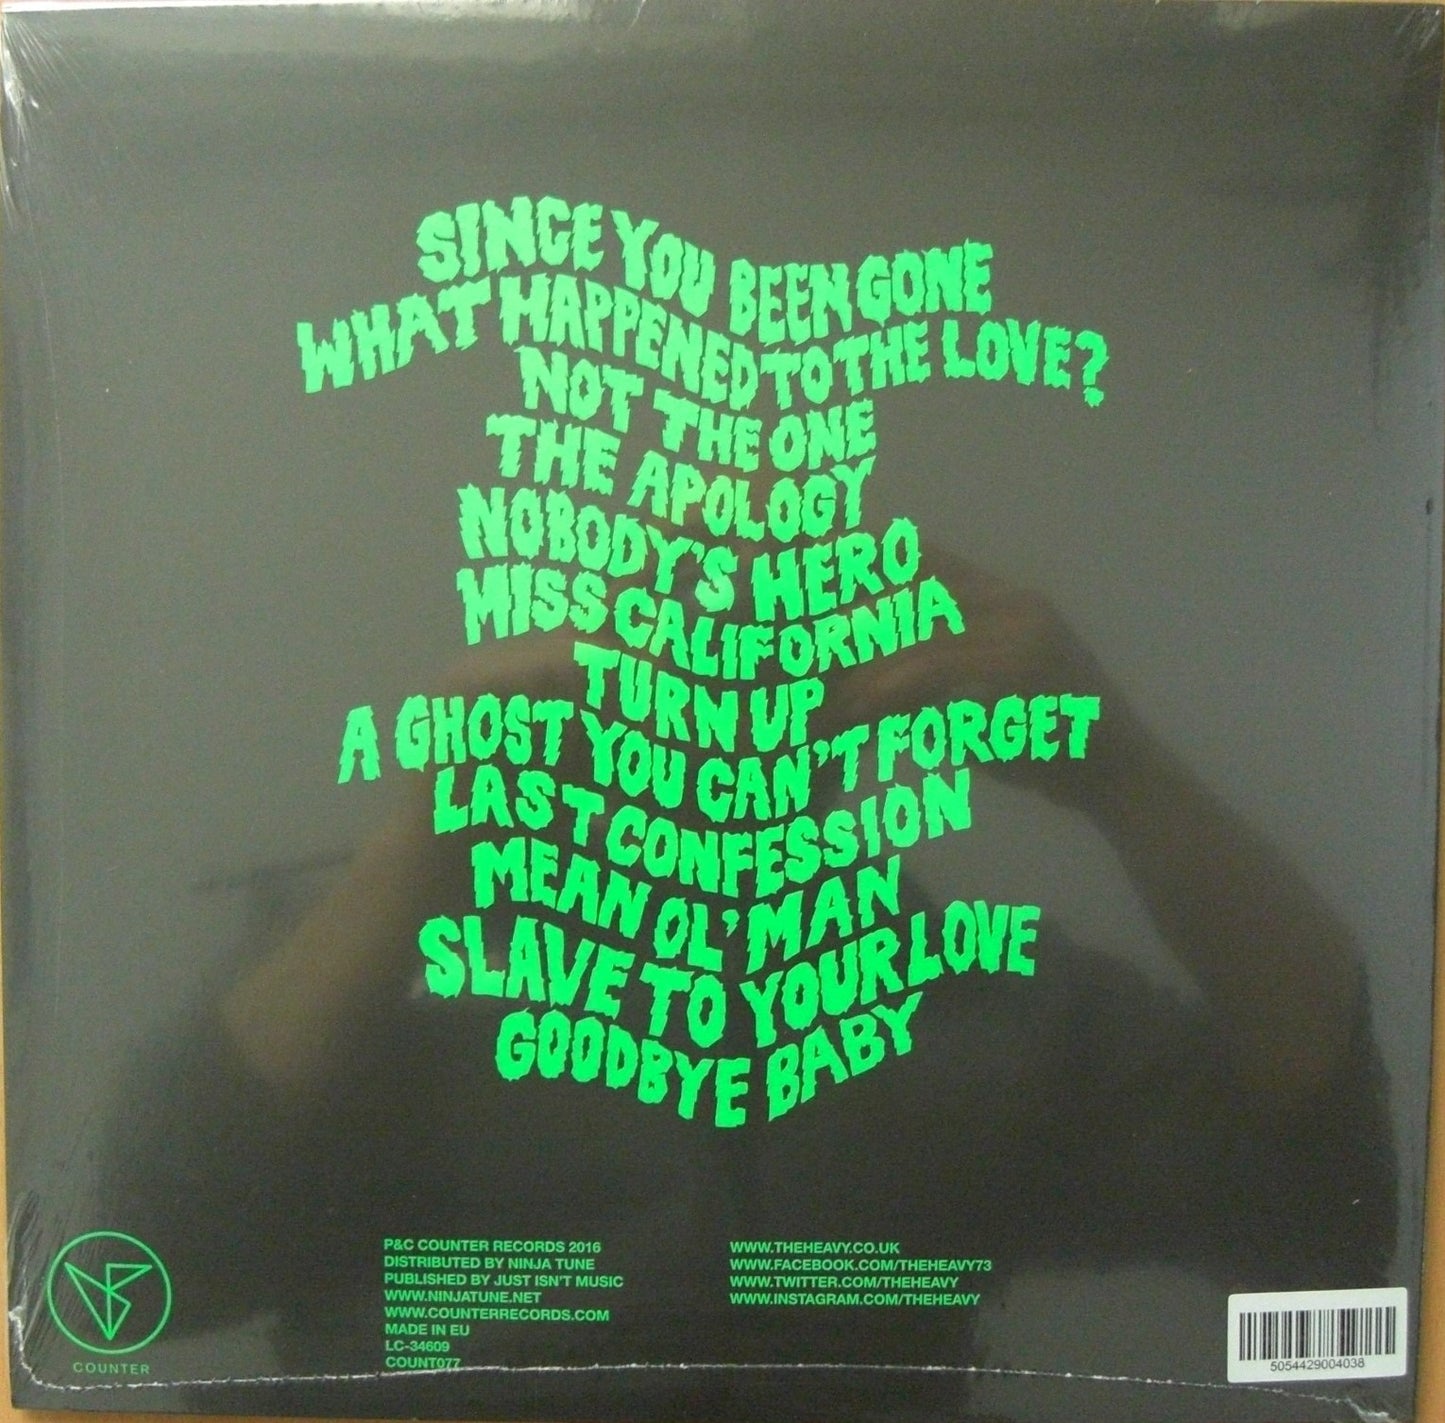 SINCE YOU BEEN GONE
WHAT HAPPENED TO THE LOVE?
NOT THE ONE
THE APOLOGY
NOBODY'S HERO
MISS CALIFORNIA
TURN UP
A GHOST YOU CAN'T FORGET
LAST CONFESSION
MEAN OL' MAN
SLAVE TO YOUR LOVE
GOODBYE BABY
COUNTER
P&C COUNTER RECORDS 2016
DISTRIBUTED BY NINJA TUNE
PUBLISHED BY JUST ISN'T MUSIC
WWW.NINJATUNE.NET
WWW.COUNTERRECORDS.COM
MADE IN EU
LC-34609
COUNT077
WWW.THEHEAVY.CO.UK
WWW.FACEBOOK.COM/THEHEAVY73
WWW.TWITTER.COM/THEHEAVY
WWW.INSTAGRAM.COM/THEHEAVY
5054429004038